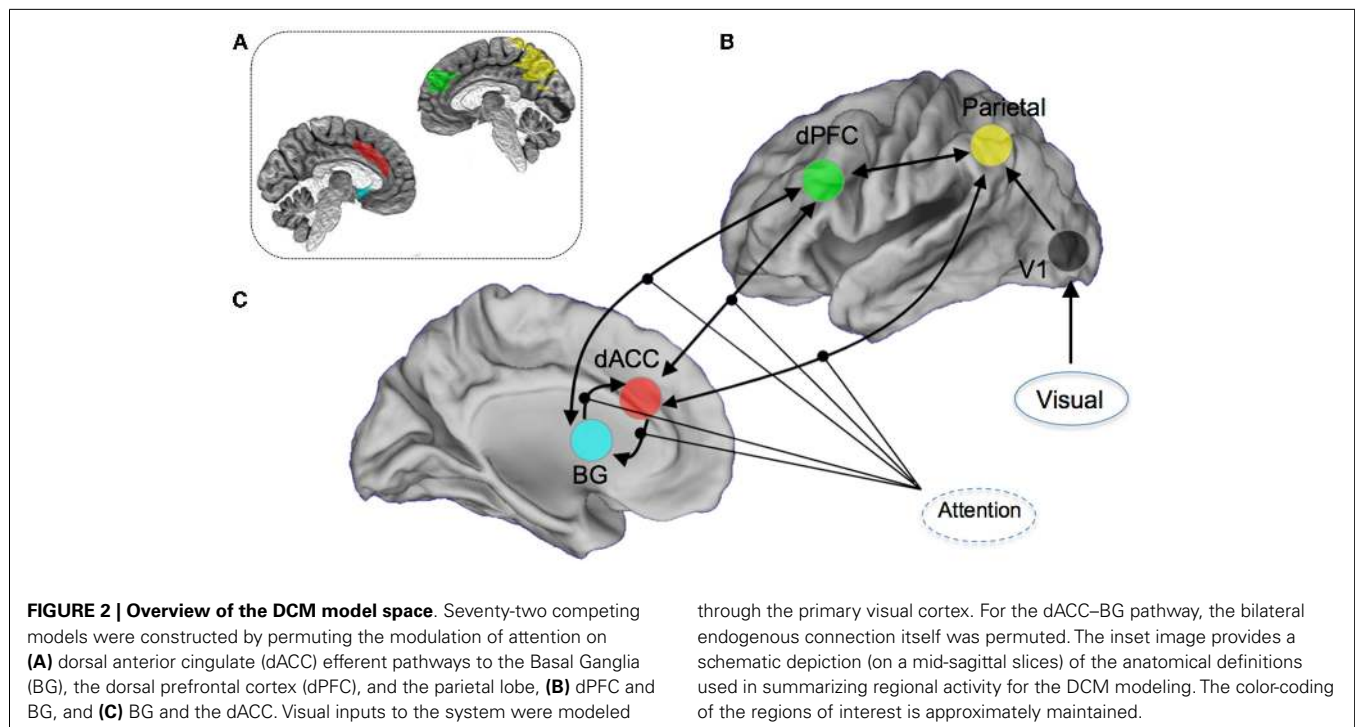 A
B
Parietal
dPFC
V1
C
dACC
Visual
BG
Attention
FIGURE 2 | Overview of the DCM model space. Seventy-two competing
models were constructed by permuting the modulation of attention on
(A) dorsal anterior cingulate (dACC) efferent pathways to the Basal Ganglia
(BG), the dorsal prefrontal cortex (dPFC), and the parietal lobe, (B) dPFC and
BG, and (C) BG and the dACC. Visual inputs to the system were modeled
through the primary visual cortex. For the dACC–BG pathway, the bilateral
endogenous connection itself was permuted. The inset image provides a
schematic depiction (on a mid-sagittal slices) of the anatomical definitions
used in summarizing regional activity for the DCM modeling. The color-coding
of the regions of interest is approximately maintained.